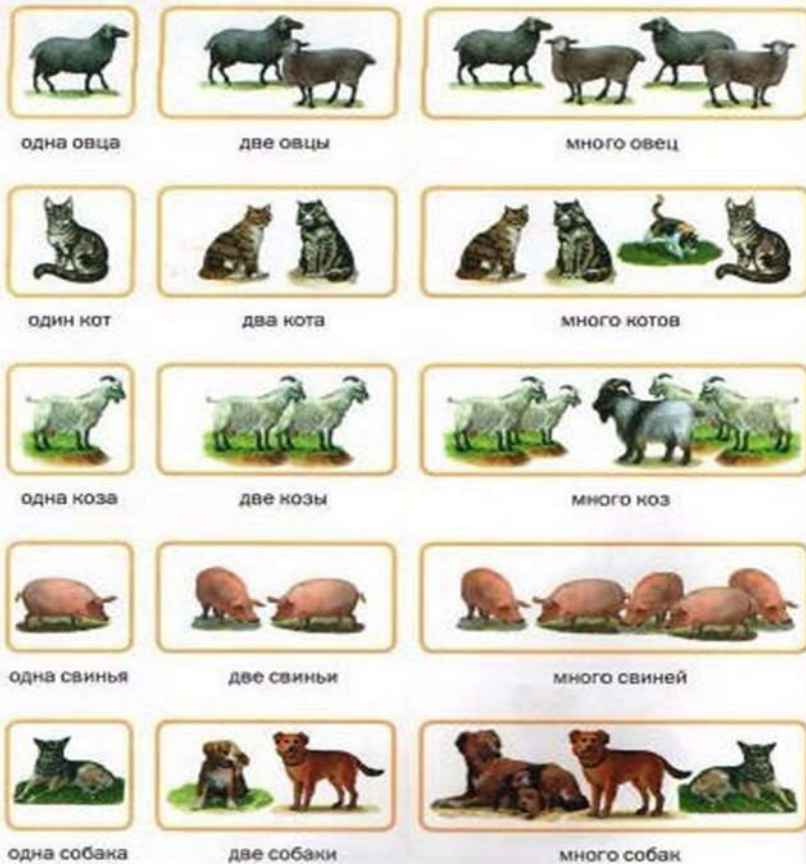 одна овца две овцы много овец
один кот два кота много котов
одна коза две козы много коз
одна свинья две свиньи много свиней
одна собака две собаки много собак